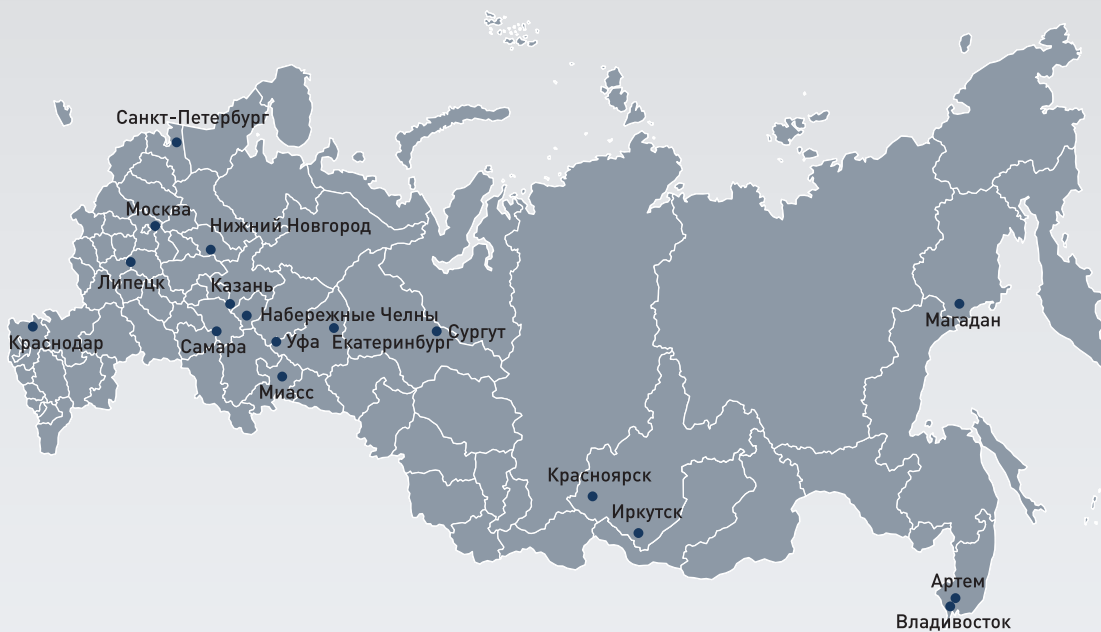 Санкт-Петербург
Москва
Нижний Новгород
Липецк
Казань
Набережные Челны
Краснодар
Самара
Уфа
Екатеринбург
Сургут
Миасс
Магадан
Красноярск
Иркутск
Артем
Владивосток